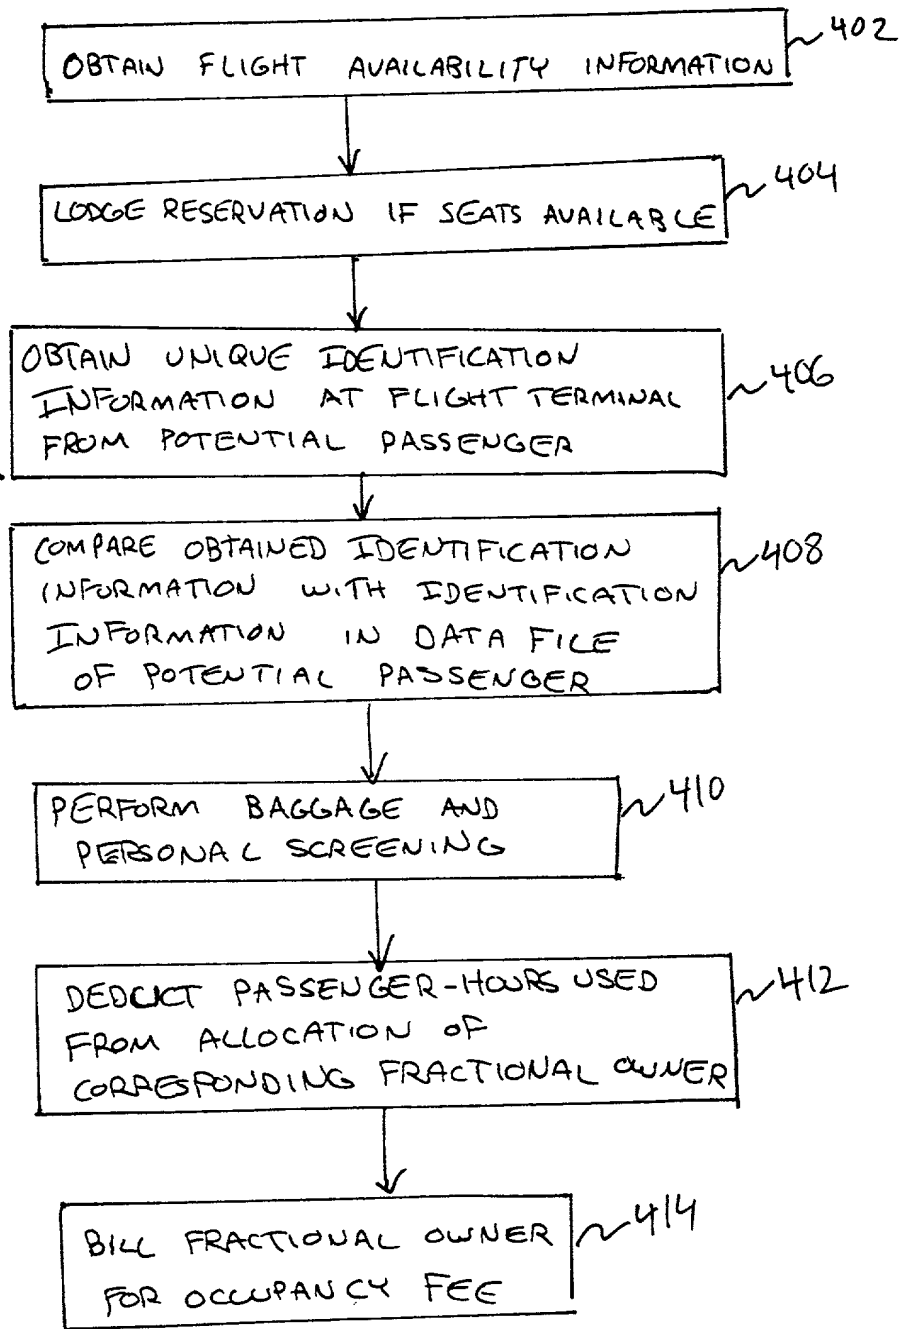 OBTAIN FLIGHT AVAILABILITY INFORMATION
402
LODGE RESERVATION IF SEATS AVAILABLE
404
OBTAIN UNIQUE IDENTIFICATION
INFORMATION AT FLIGHT TERMINAL
FROM POTENTIAL PASSENGER
406
COMPARE OBTAINED IDENTIFICATION
INFORMATION WITH IDENTIFICATION
INFORMATION IN DATA FILE
OF POTENTIAL PASSENGER
408
PERFORM BAGGAGE AND
PERSONAL SCREENING
410
DEDUCT PASSENGER-HOURS USED
FROM ALLOCATION OF
CORRESPONDING FRACTIONAL OWNER
412
BILL FRACTIONAL OWNER
FOR OCCUPANCY FEE
414